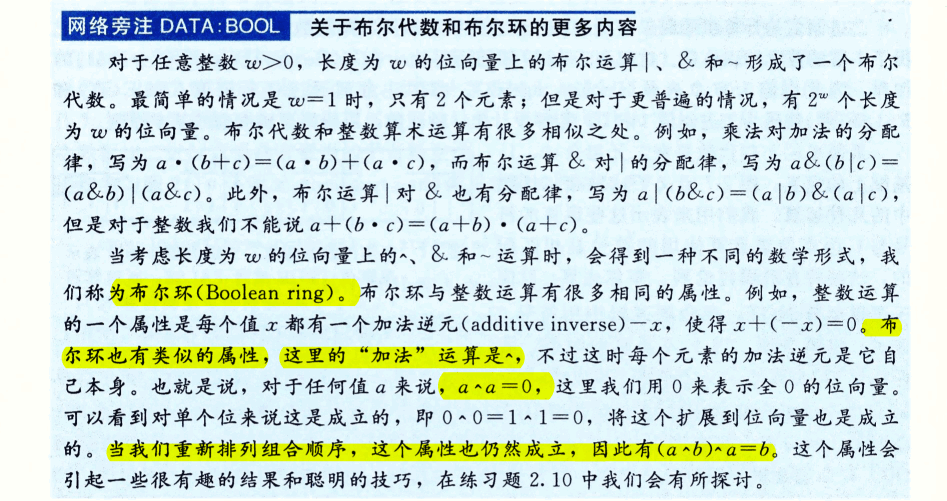 网络旁注 DATA:BOOL 关于布尔代数和布尔环的更多内容
对于任意整数 w>0,长度为 w 的位向量上的布尔运算|、& 和~形成了一个布尔
代数。最简单的情况是 w=1 时,只有 2 个元素;但是对于更普遍的情况,有 2ʷ 个长度
为 w 的位向量。布尔代数和整数算术运算有很多相似之处。例如,乘法对加法的分配
律,写为 a·(b+c)=(a·b)+(a·c),而布尔运算 & 对|的分配律,写为 a&(b|c)=
(a&b)|(a&c)。此外,布尔运算|对 & 也有分配律,写为 a|(b&c)=(a|b)&(a|c),
但是对于整数我们不能说 a+(b·c)=(a+b)·(a+c)。
当考虑长度为 w 的位向量上的^、& 和~运算时,会得到一种不同的数学形式,我
们称为布尔环(Boolean ring)。布尔环与整数运算有很多相同的属性。例如,整数运算
的一个属性是每个值 x 都有一个加法逆元(additive inverse)−x,使得 x+(−x)=0。布
尔环也有类似的属性,这里的“加法”运算是^,不过这时每个元素的加法逆元是它自
己本身。也就是说,对于任何值 a 来说,a^a=0,这里我们用 0 来表示全 0 的位向量。
可以看到对单个位来说这是成立的,即 0^0=1^1=0,将这个扩展到位向量也是成立
的。当我们重新排列组合顺序,这个属性也仍然成立,因此有(a^b)^a=b。这个属性会
引起一些很有趣的结果和聪明的技巧,在练习题 2.10 中我们会有所探讨。